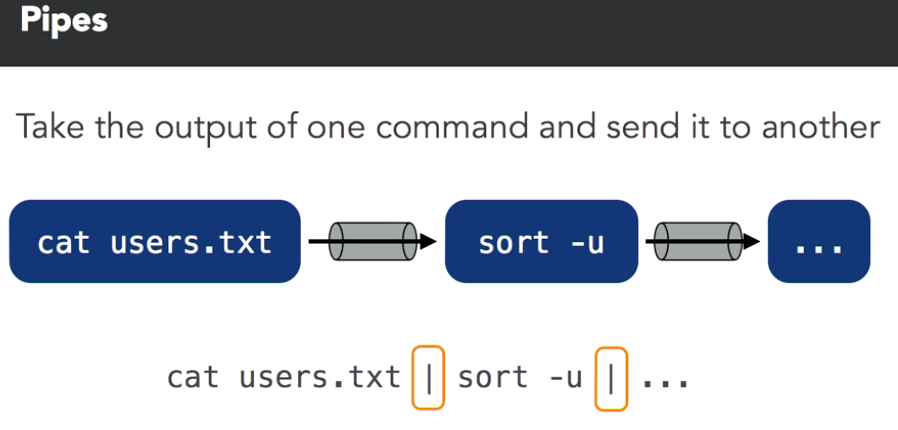 Pipes
Take the output of one command and send it to another
cat users.txt sort -u ...
cat users.txt | sort -u | ...